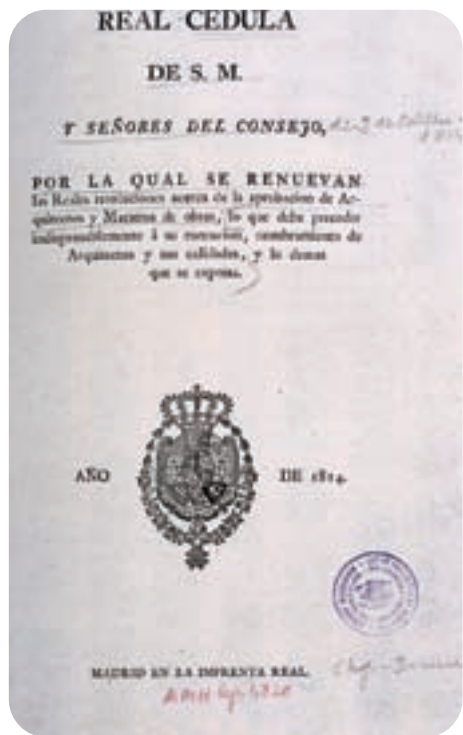 REAL CEDULA
DE S. M.
Y SEÑORES DEL CONSEJO,
POR LA QUAL SE RENUEVAN
las Reales resoluciones acerca de la aprobacion de Ar-
quitectos y Maestros de obras, lo que debe preceder
indispensablemente á su execucion, nombramiento de
Arquitectos y sus calidades, y lo demas
que se expresa.
AÑO DE 1814.
MADRID EN LA IMPRENTA REAL.